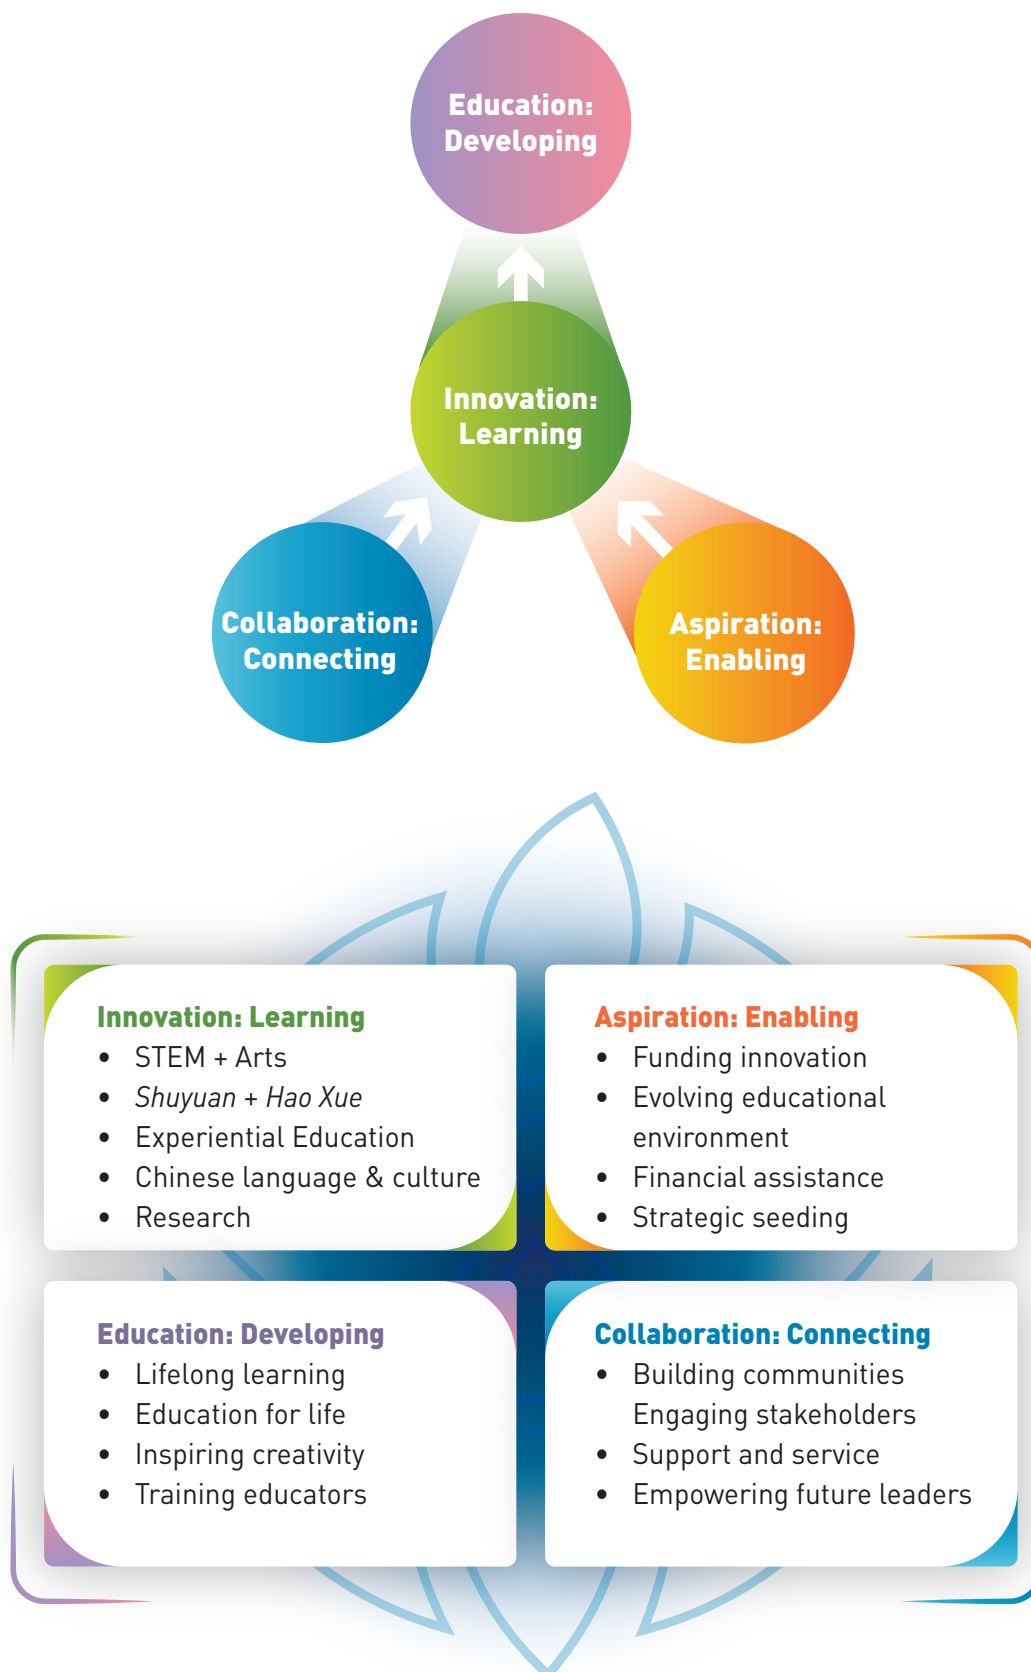 Education:
Developing
Innovation:
Learning
Collaboration:
Connecting
Aspiration:
Enabling
Innovation: Learning
• STEM + Arts
• Shuyuan + Hao Xue
• Experiential Education
• Chinese language & culture
• Research
Aspiration: Enabling
• Funding innovation
• Evolving educational
environment
• Financial assistance
• Strategic seeding
Education: Developing
• Lifelong learning
• Education for life
• Inspiring creativity
• Training educators
Collaboration: Connecting
• Building communities
Engaging stakeholders
• Support and service
• Empowering future leaders